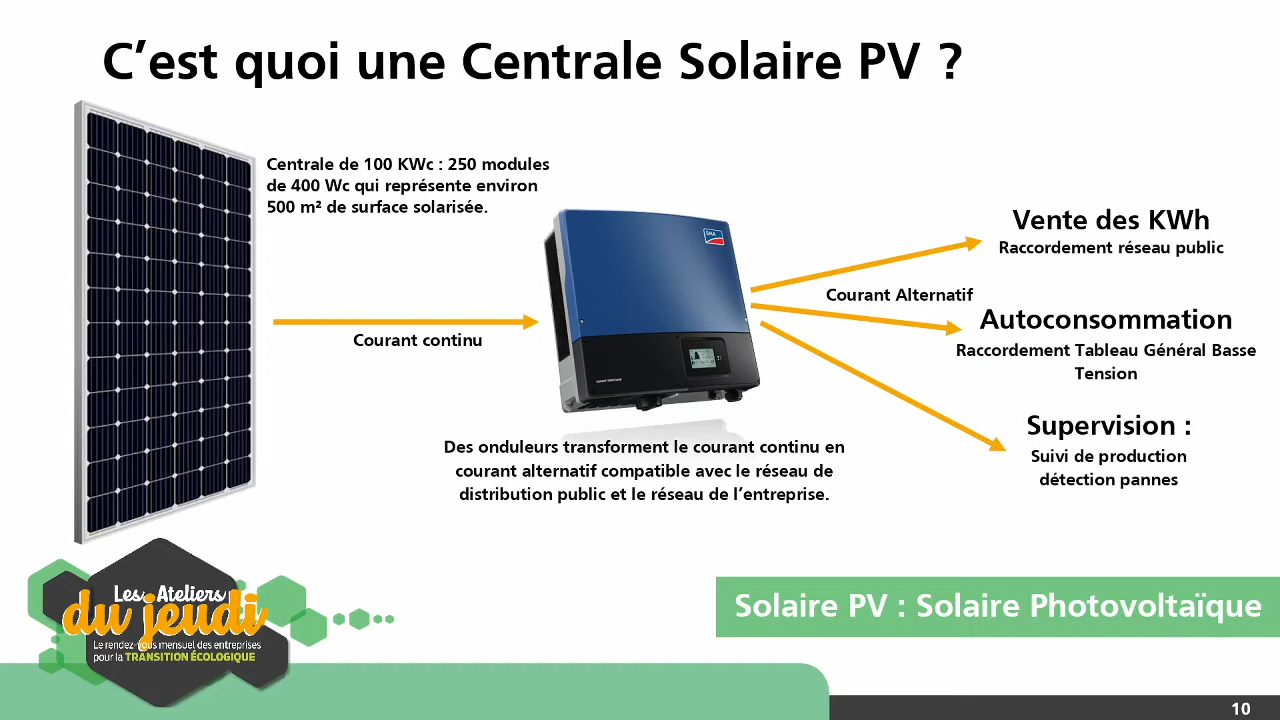 C’est quoi une Centrale Solaire PV ?
Centrale de 100 KWc : 250 modules
de 400 Wc qui représente environ
500 m² de surface solarisée.
SMA
Vente des KWh
Raccordement réseau public
Courant Alternatif
Autoconsommation
Raccordement Tableau Général Basse
Tension
Courant continu
Supervision :
Suivi de production
détection pannes
Des onduleurs transforment le courant continu en
courant alternatif compatible avec le réseau de
distribution public et le réseau de l’entreprise.
Les Ateliers
du jeudi
Le rendez-vous mensuel des entreprises
pour la TRANSITION ÉCOLOGIQUE
Solaire PV : Solaire Photovoltaïque
10